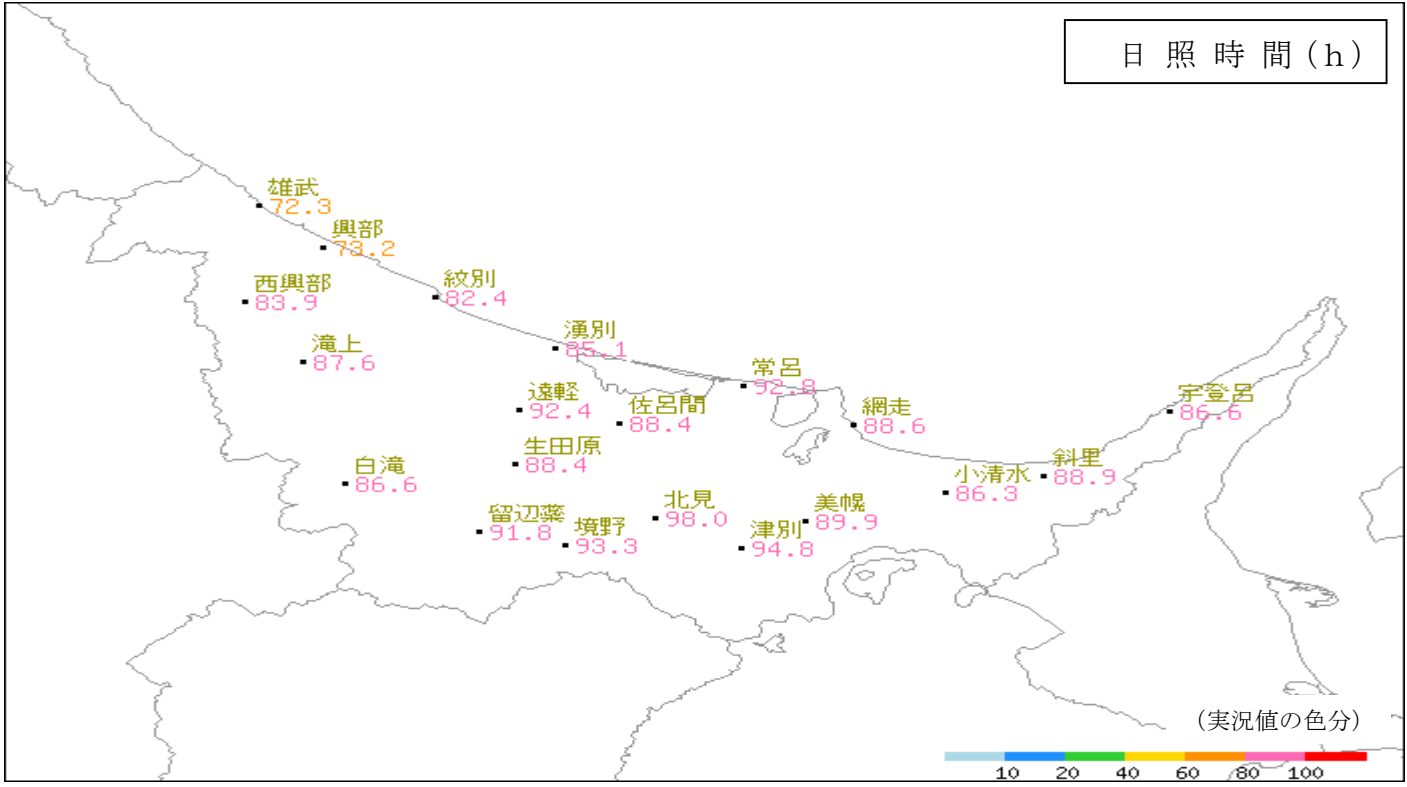 日 照 時 間 (ｈ)
雄武
72.3
興部
73.2
西興部
83.9
紋別
82.4
滝上
87.6
湧別
85.1
常呂
92.8
遠軽
92.4
佐呂間
88.4
網走
88.6
宇登呂
86.6
生田原
88.4
白滝
86.6
小清水
86.3
斜里
88.9
留辺蘂
91.8
境野
93.3
北見
98.0
津別
94.8
美幌
89.9
(実況値の色分)
10 20 40 60 80 100